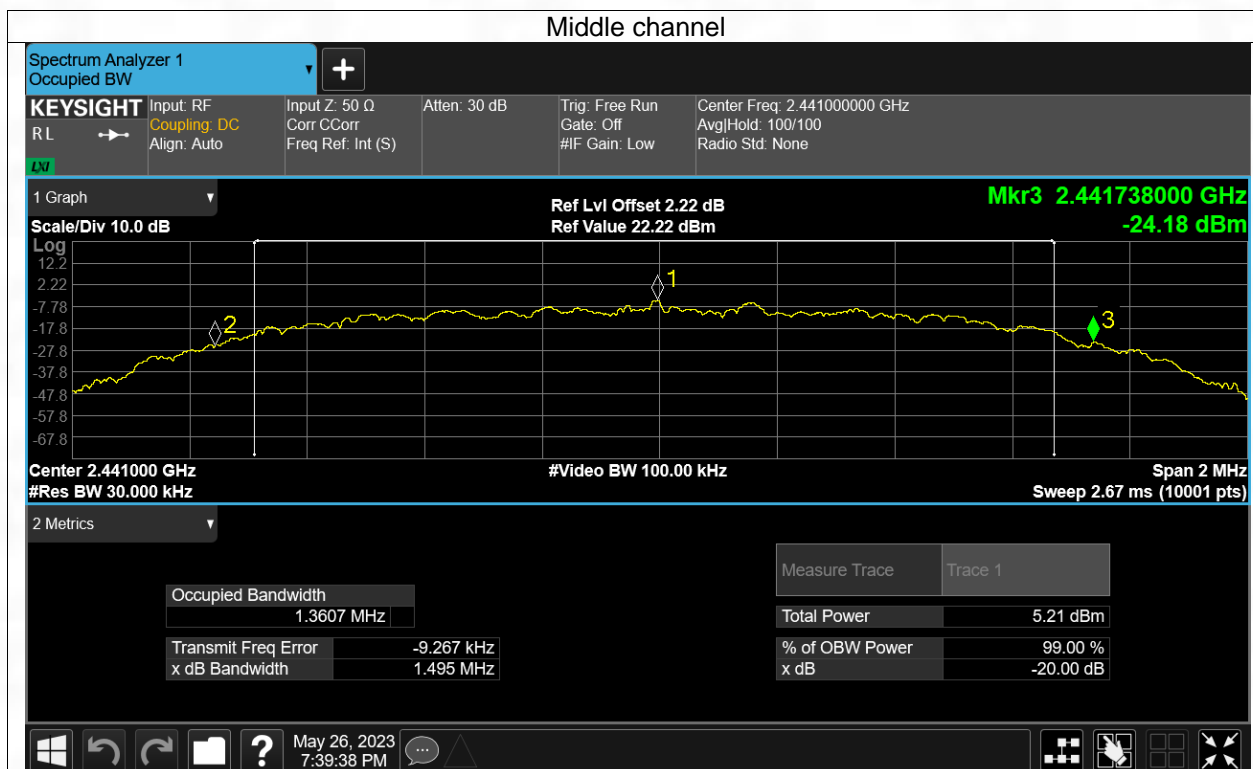 Middle channel
Spectrum Analyzer 1
Occupied BW
KEYSIGHT
R L
LXI
Input: RF
Coupling: DC
Align: Auto
Input Z: 50 Ω
Corr CCorr
Freq Ref: Int (S)
Atten: 30 dB
Trig: Free Run
Gate: Off
#IF Gain: Low
Center Freq: 2.441000000 GHz
Avg|Hold: 100/100
Radio Std: None
1 Graph
Scale/Div 10.0 dB
Ref Lvl Offset 2.22 dB
Ref Value 22.22 dBm
Mkr3 2.441738000 GHz
-24.18 dBm
Log
12.2
2.22
-7.78
-17.8
-27.8
-37.8
-47.8
-57.8
-67.8
1
2
3
Center 2.441000 GHz
#Res BW 30.000 kHz
#Video BW 100.00 kHz
Span 2 MHz
Sweep 2.67 ms (10001 pts)
2 Metrics
Occupied Bandwidth
1.3607 MHz
Transmit Freq Error -9.267 kHz
x dB Bandwidth 1.495 MHz
Measure Trace Trace 1
Total Power 5.21 dBm
% of OBW Power 99.00 %
x dB -20.00 dB
?
May 26, 2023
7:39:38 PM